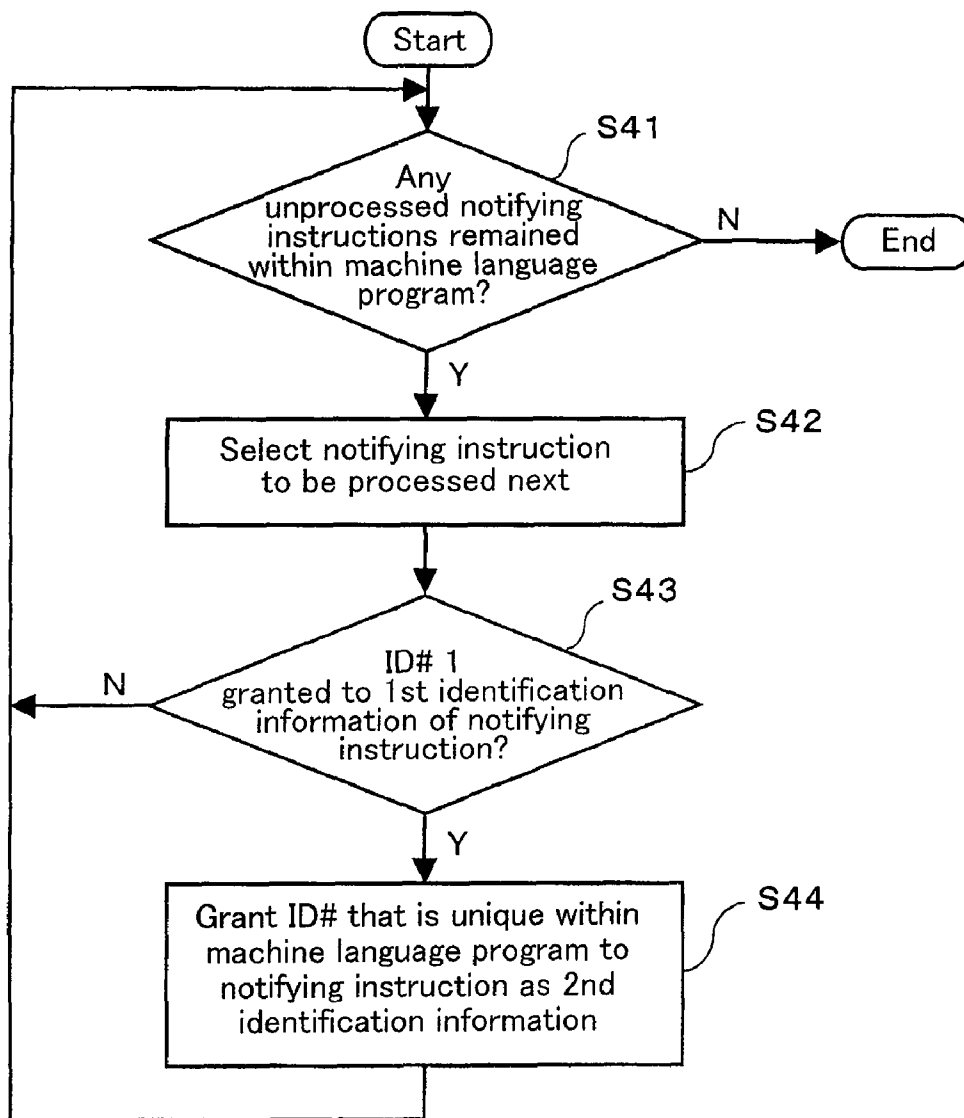 Start
S41
Any
unprocessed notifying
instructions remained
within machine language
program?
N
End
Y
S42
Select notifying instruction
to be processed next
S43
ID# 1
granted to 1st identification
information of notifying
instruction?
N
Y
S44
Grant ID# that is unique within
machine language program to
notifying instruction as 2nd
identification information